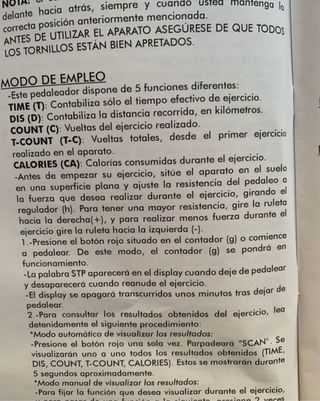 NOTA:
delante hacia atrás, siempre y cuando usted mantenga la
correcta posición anteriormente mencionada.
ANTES DE UTILIZAR EL APARATO ASEGÚRESE DE QUE TODOS
LOS TORNILLOS ESTÁN BIEN APRETADOS.
MODO DE EMPLEO
-Este pedaleador dispone de 5 funciones diferentes:
TIME (T): Contabiliza sólo el tiempo efectivo de ejercicio.
DIS (D): Contabiliza la distancia recorrida, en kilómetros.
COUNT (C): Vueltas del ejercicio realizado.
T-COUNT (T-C): Vueltas totales, desde el primer ejercicio
realizado en el aparato.
CALORIES (CA): Calorías consumidas durante el ejercicio.
-Antes de empezar su ejercicio, sitúe el aparato en el suelo
en una superficie plana y ajuste la resistencia del pedaleo a
la fuerza que desea realizar durante el ejercicio, girando el
regulador (h). Para tener una mayor resistencia, gire la ruleta
hacia la derecha(+), y para realizar menos fuerza durante el
ejercicio gire la ruleta hacia la izquierda (-).
1.-Presione el botón rojo situado en el contador (g) o comience
a pedalear. De este modo, el contador (g) se pondrá en
funcionamiento.
-La palabra STP aparecerá en el display cuando deje de pedalear
y desaparecerá cuando reanude el ejercicio.
-El display se apagará transcurridos unos minutos tras dejar de
pedalear.
2.-Para consultar los resultados obtenidos del ejercicio, lea
detenidamente el siguiente procedimiento:
*Modo automático de visualizar los resultados:
-Presione el botón rojo una sola vez. Parpadeará "SCAN". Se
visualizarán uno a uno todos los resultados obtenidos (TIME,
DIS, COUNT, T-COUNT, CALORIES). Estos se mostrarán durante
5 segundos aproximadamente.
*Modo manual de visualizar los resultados:
-Para fijar la función que desea visualizar durante el ejercicio,